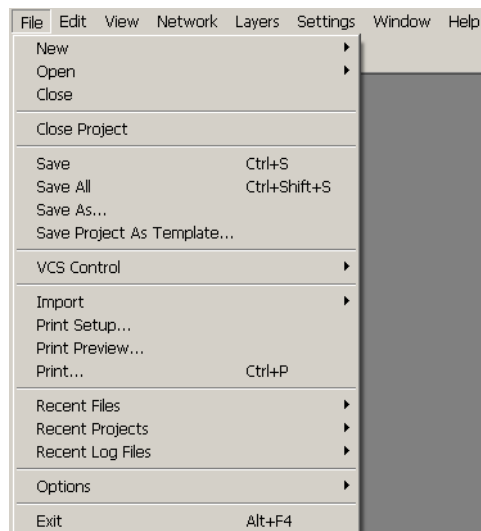 File Edit View Network Layers Settings Window Help
New
Open
Close
Close Project
Save Ctrl+S
Save All Ctrl+Shift+S
Save As...
Save Project As Template...
VCS Control
Import
Print Setup...
Print Preview...
Print... Ctrl+P
Recent Files
Recent Projects
Recent Log Files
Options
Exit Alt+F4